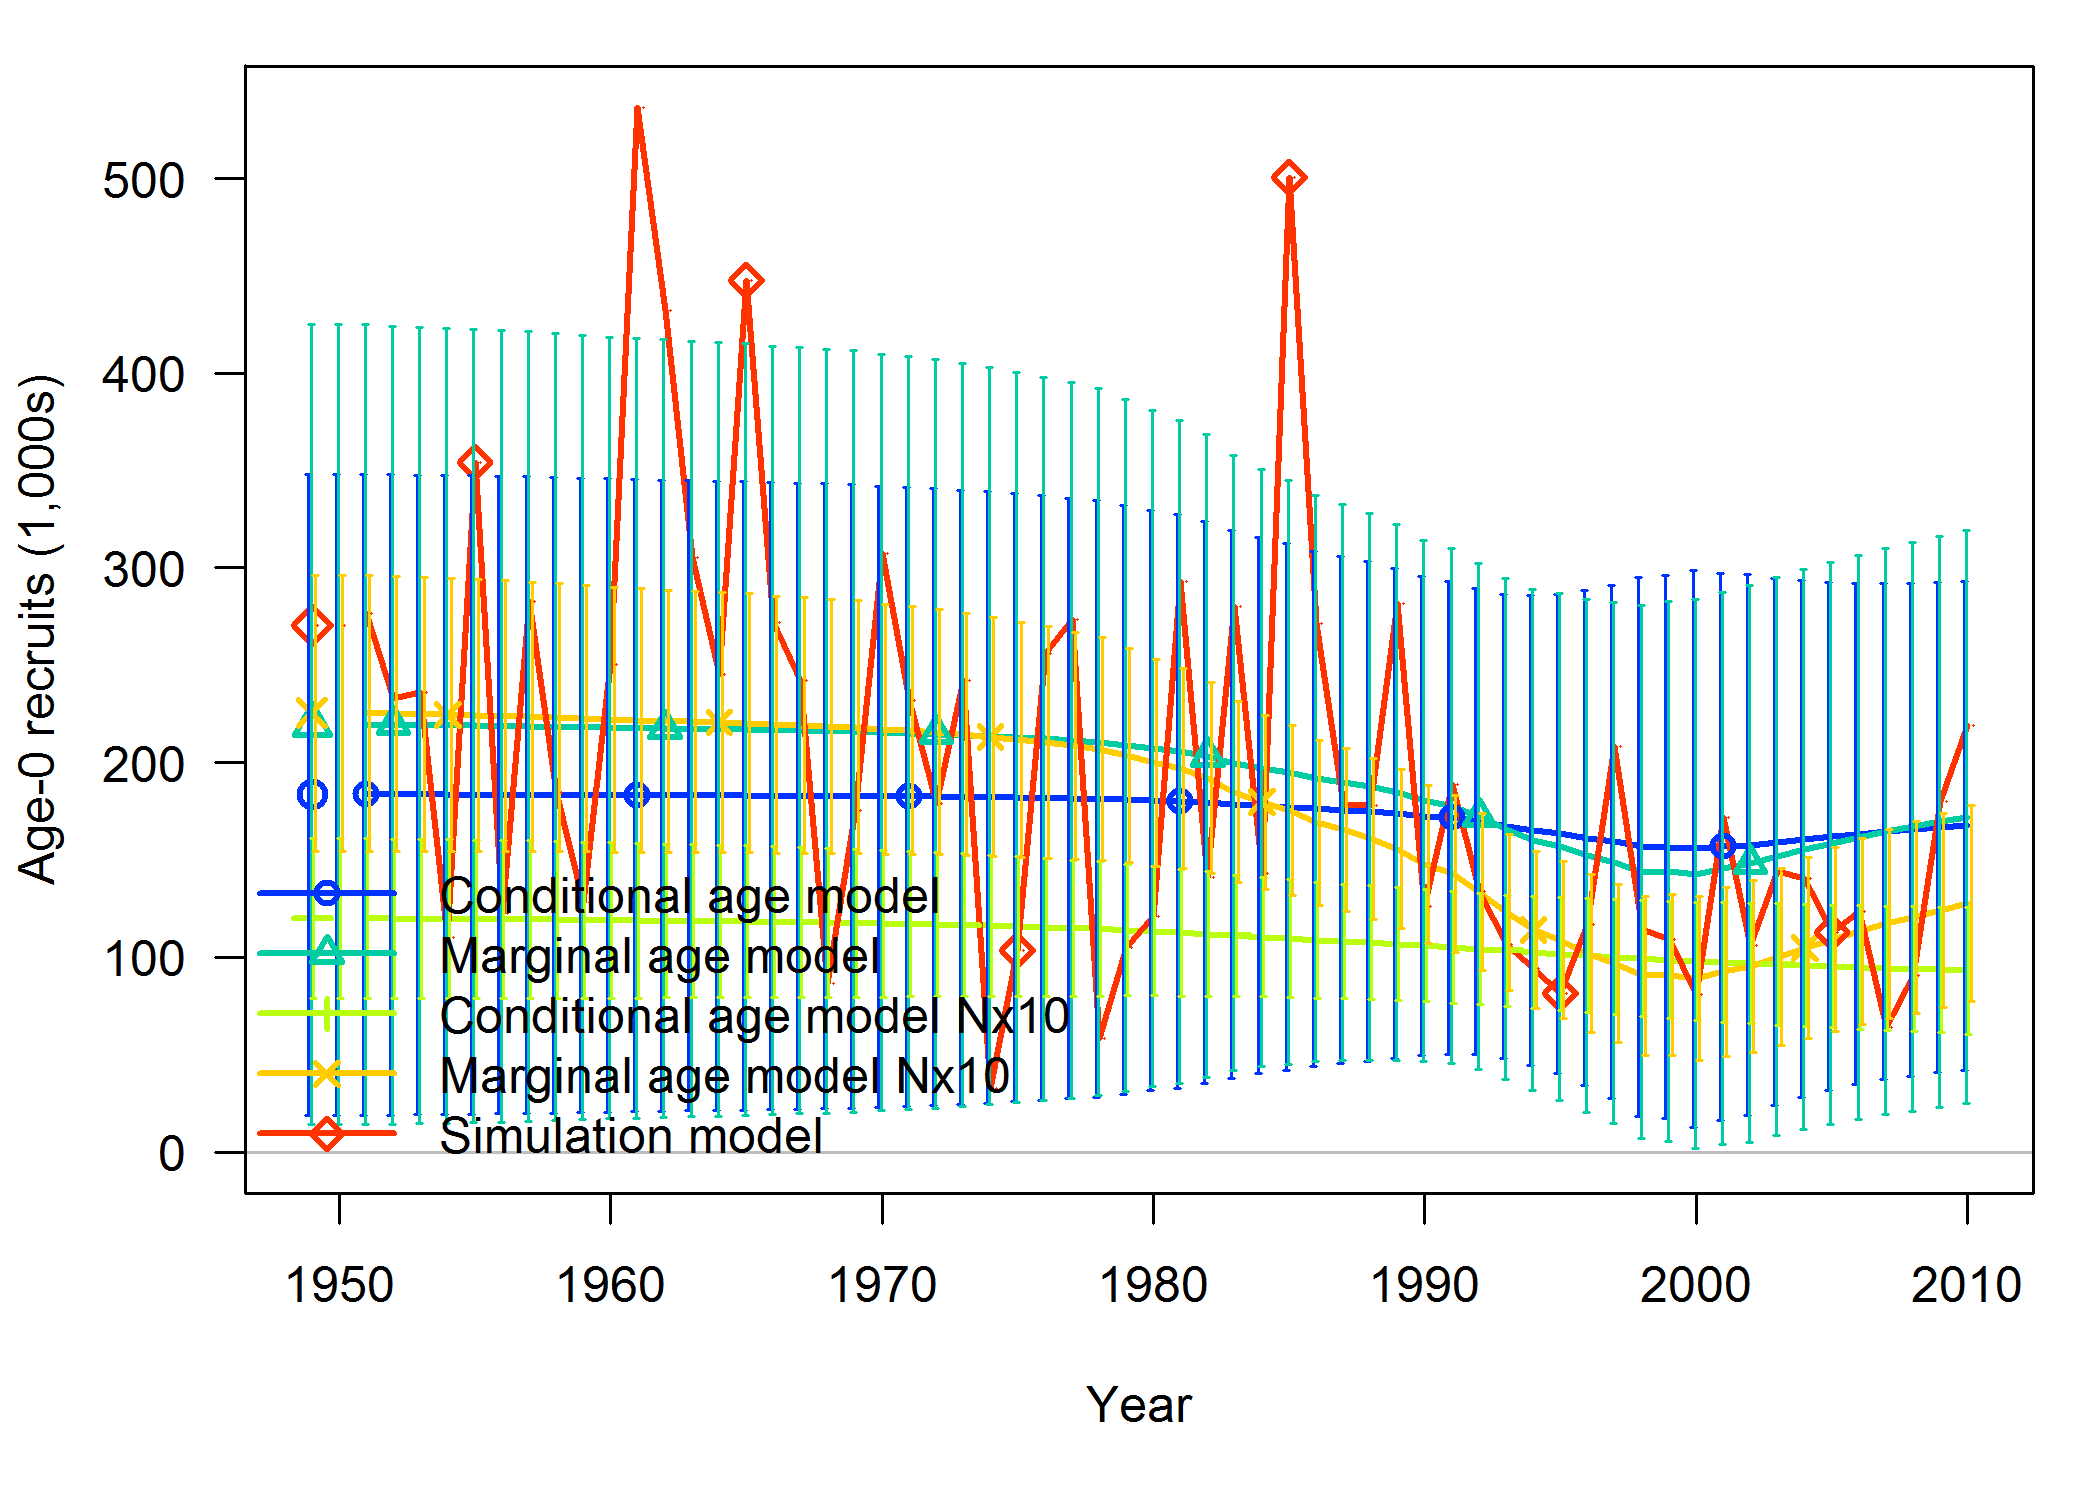 500
400
300
200
100
0
Age-0 recruits (1,000s)
Conditional age model
Marginal age model
Conditional age model Nx10
Marginal age model Nx10
Simulation model
1950 1960 1970 1980 1990 2000 2010
Year